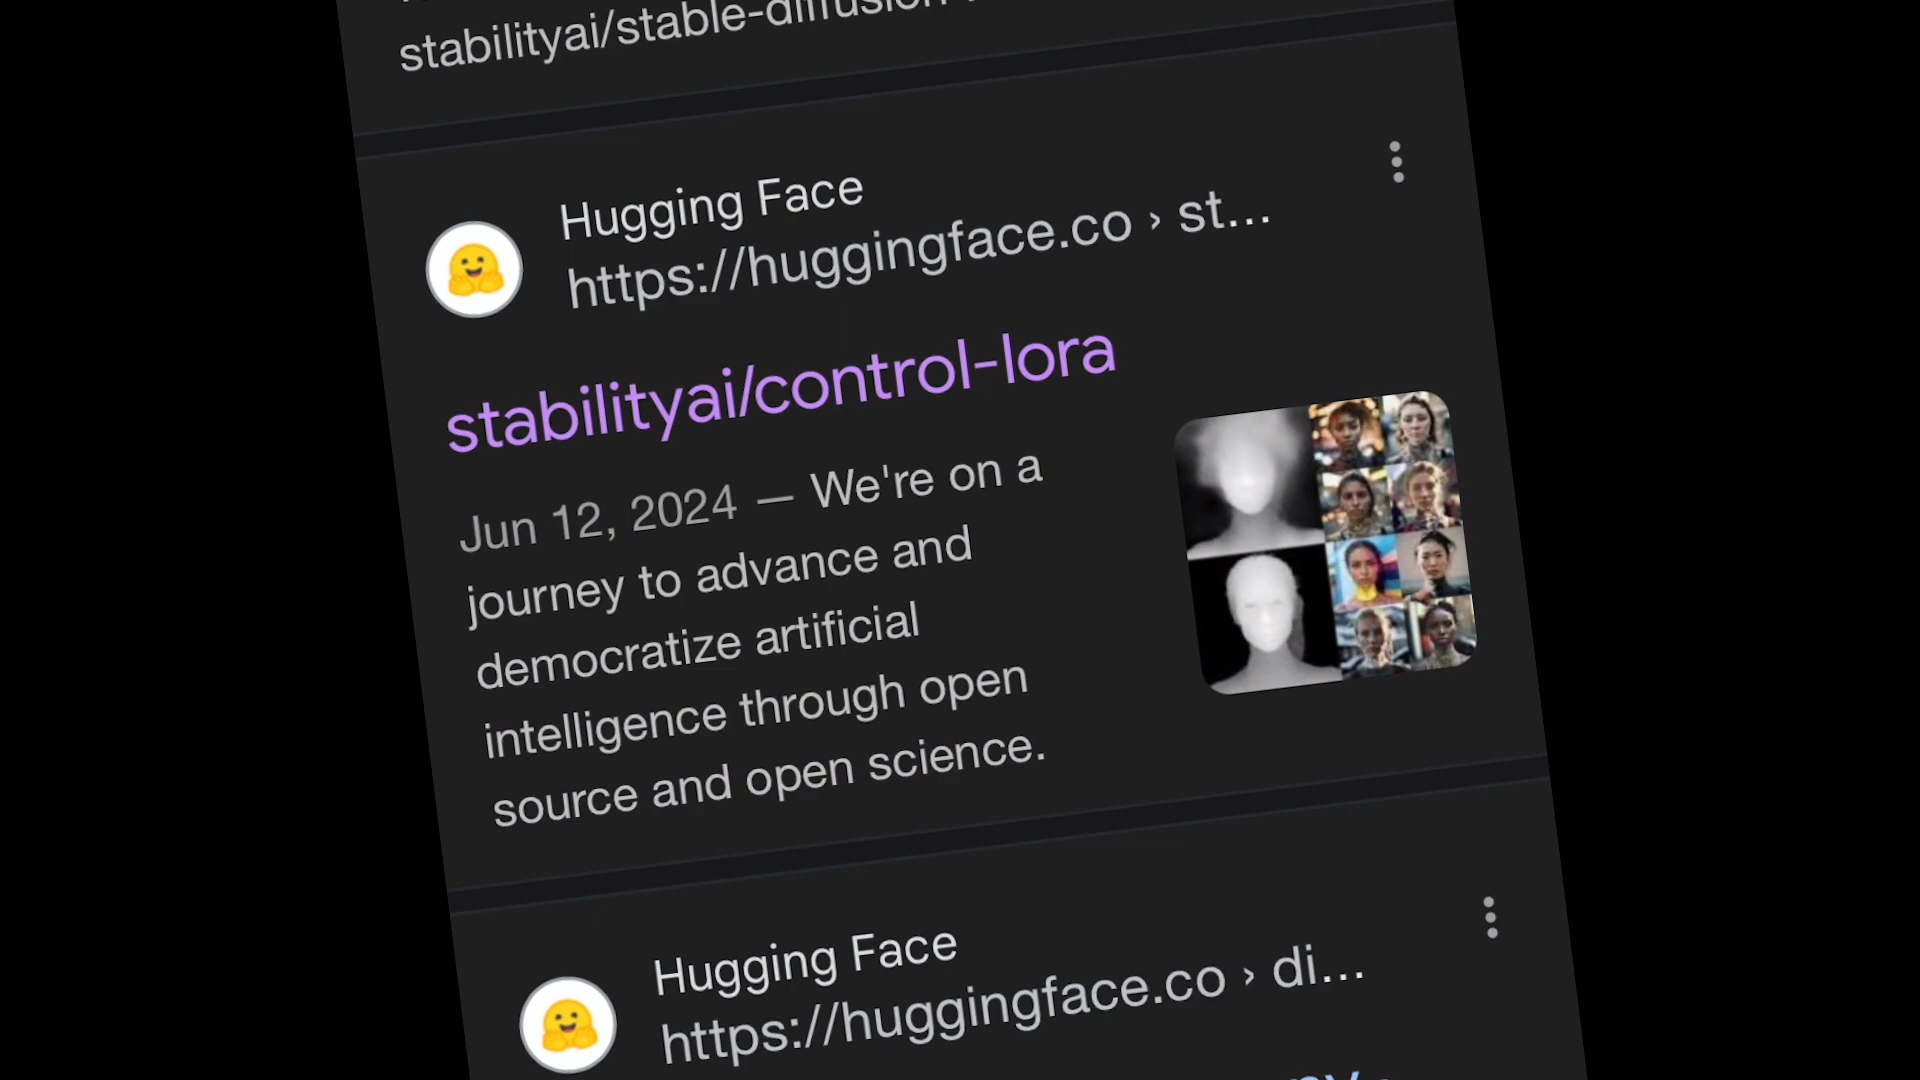 stabilityai/stable-diffusion
Hugging Face
https://huggingface.co › st...
stabilityai/control-lora
Jun 12, 2024 — We're on a
journey to advance and
democratize artificial
intelligence through open
source and open science.
Hugging Face
https://huggingface.co › di...